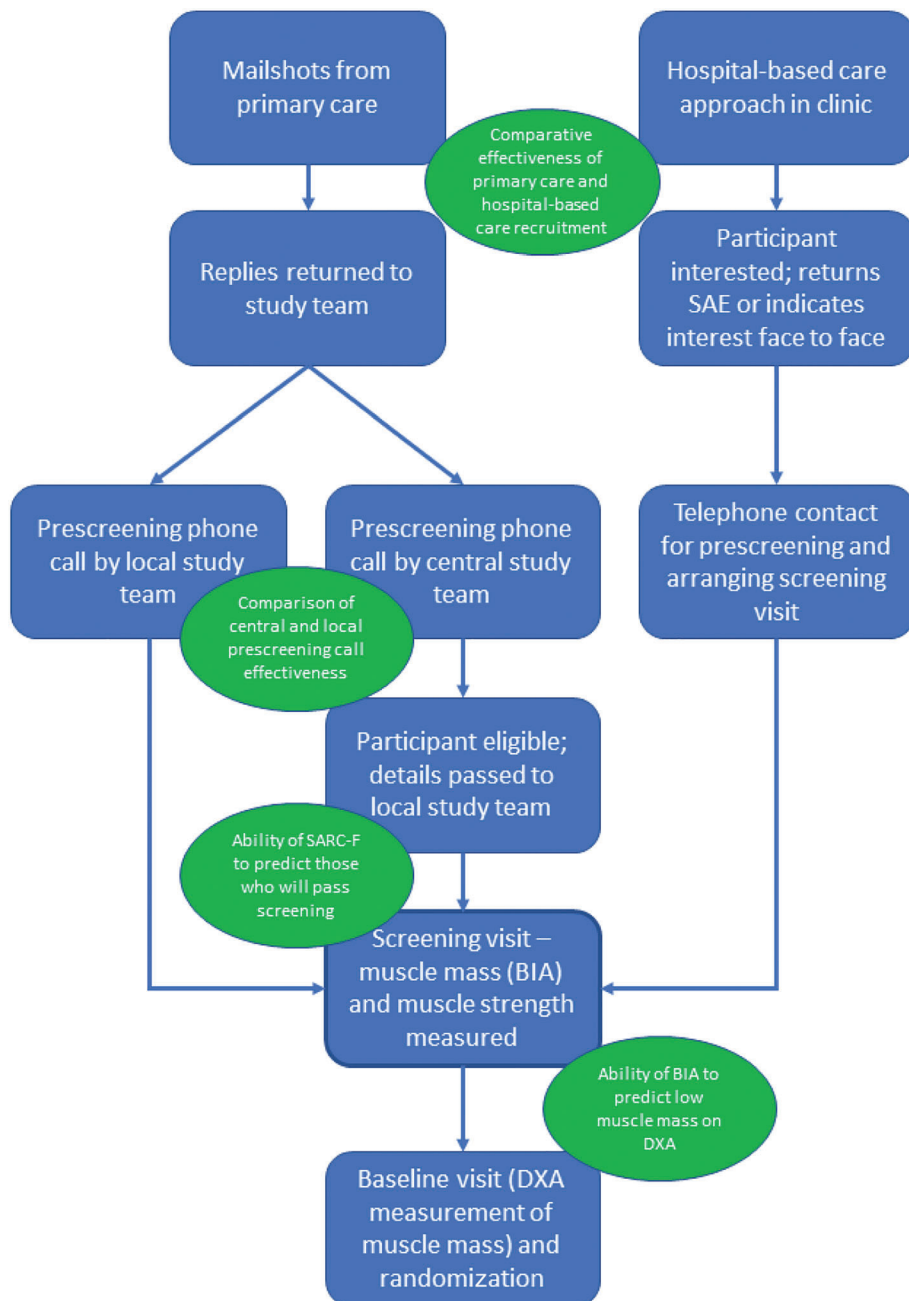 Mailshots from
primary care
Hospital-based care
approach in clinic
Comparative
effectiveness of
primary care and
hospital-based
care recruitment
Replies returned to
study team
Participant
interested; returns
SAE or indicates
interest face to face
Prescreening phone
call by local study
team
Prescreening phone
call by central study
team
Telephone contact
for prescreening and
arranging screening
visit
Comparison of
central and local
prescreening call
effectiveness
Participant eligible;
details passed to
local study team
Ability of SARC-F
to predict those
who will pass
screening
Screening visit –
muscle mass (BIA)
and muscle strength
measured
Ability of BIA to
predict low
muscle mass on
DXA
Baseline visit (DXA
measurement of
muscle mass) and
randomization